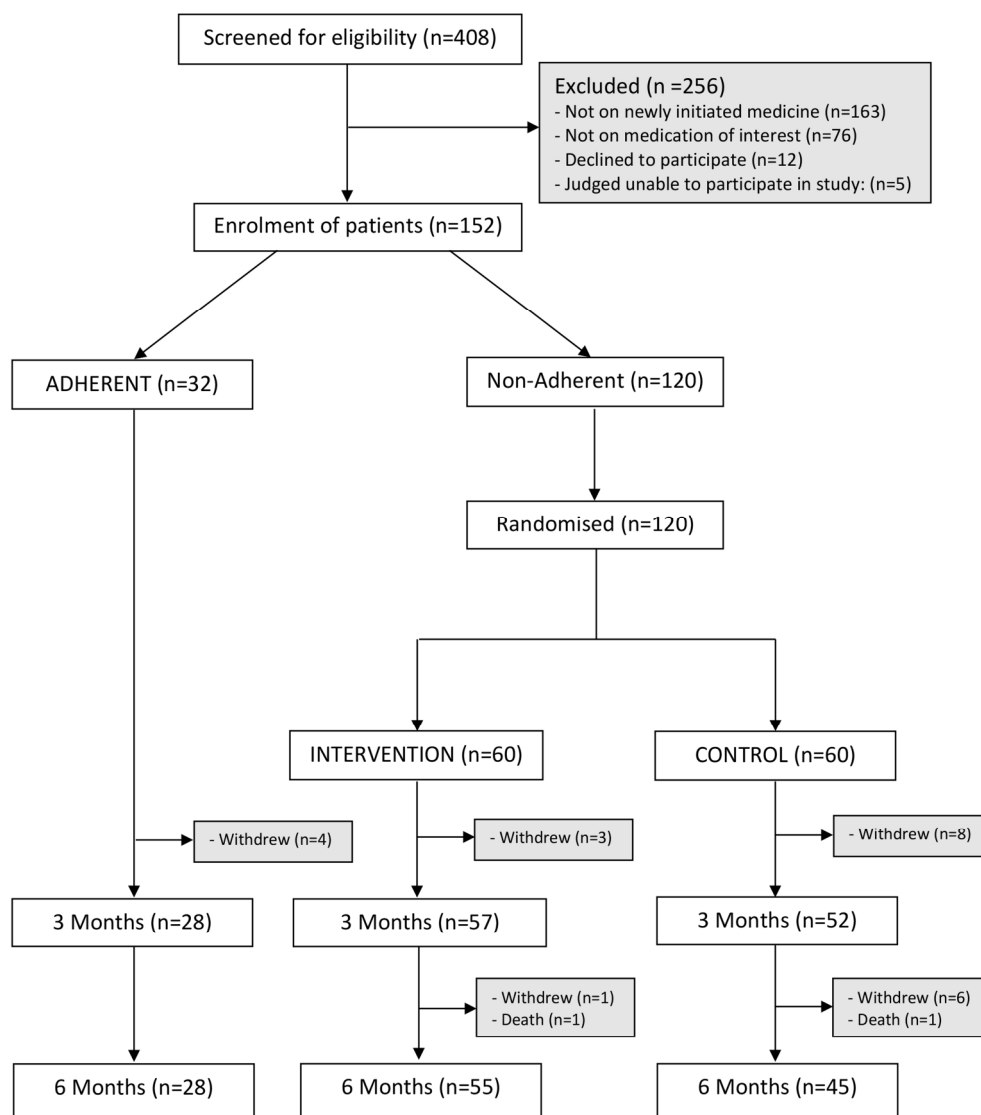 Screened for eligibility (n=408)
Excluded (n =256)
- Not on newly initiated medicine (n=163)
- Not on medication of interest (n=76)
- Declined to participate (n=12)
- Judged unable to participate in study: (n=5)
Enrolment of patients (n=152)
ADHERENT (n=32)
Non-Adherent (n=120)
Randomised (n=120)
INTERVENTION (n=60)
CONTROL (n=60)
- Withdrew (n=4)
- Withdrew (n=3)
- Withdrew (n=8)
3 Months (n=28)
3 Months (n=57)
3 Months (n=52)
- Withdrew (n=1)
- Death (n=1)
- Withdrew (n=6)
- Death (n=1)
6 Months (n=28)
6 Months (n=55)
6 Months (n=45)